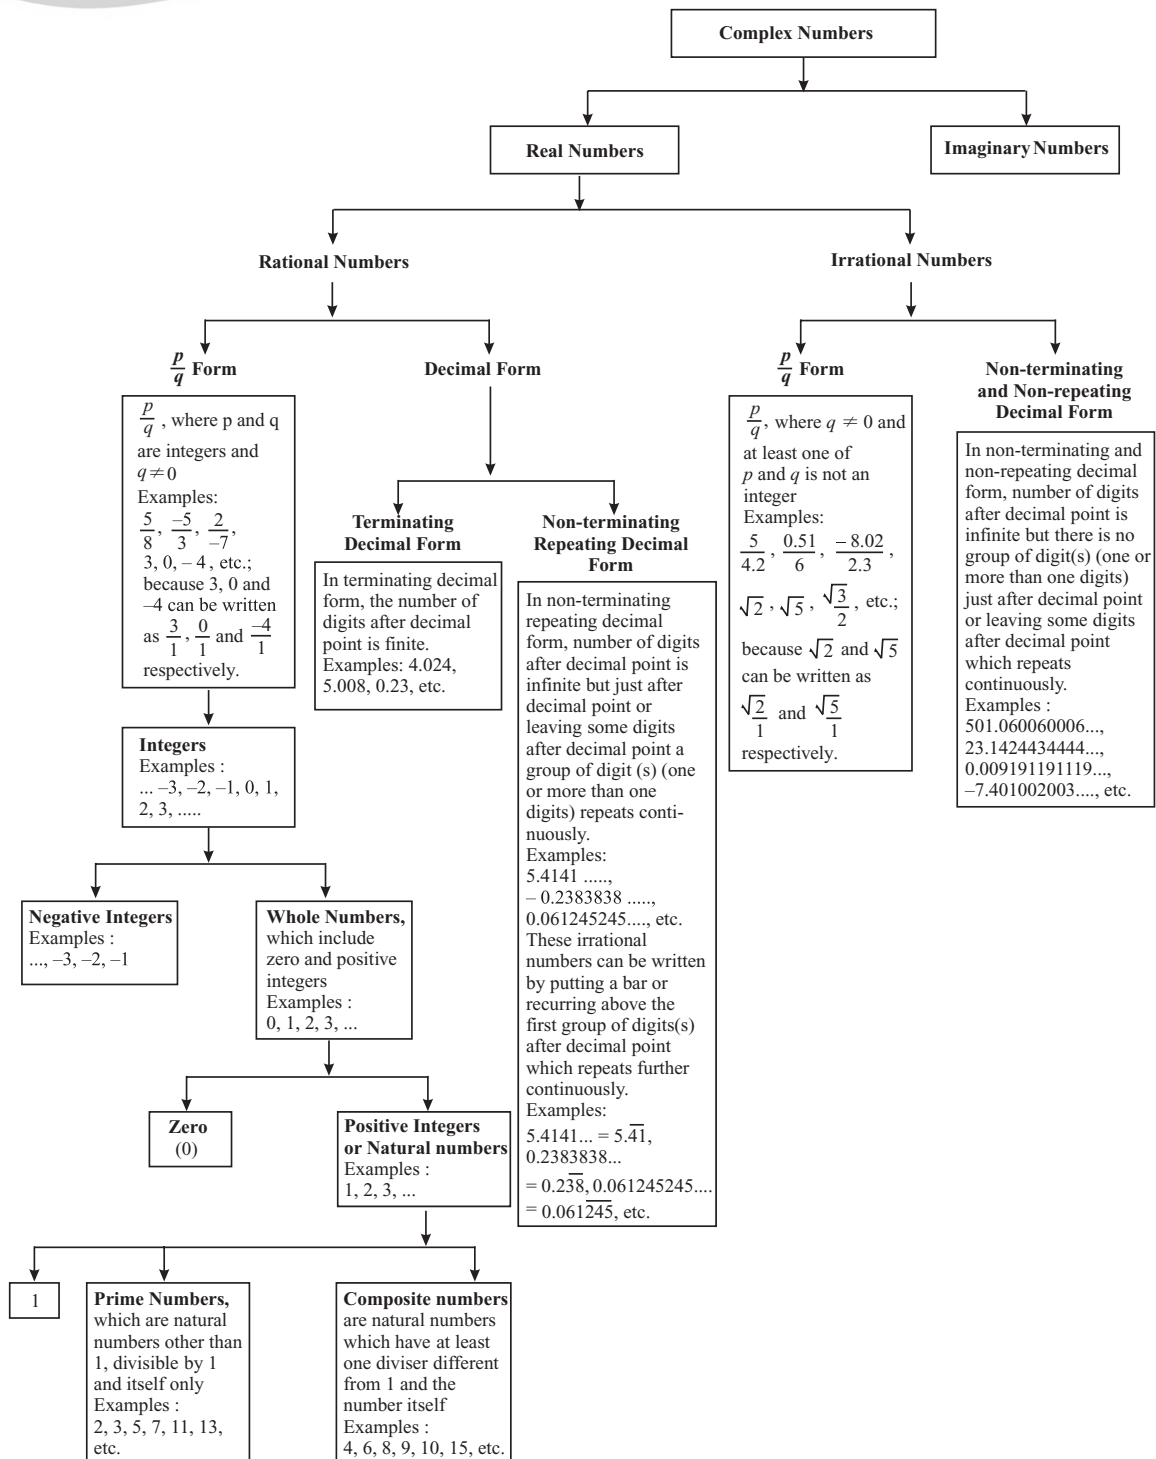 Complex Numbers
Real Numbers
Imaginary Numbers
Rational Numbers
Irrational Numbers
p/q Form
p/q , where p and q
are integers and
q≠0
Examples:
5/8, –5/3, 2/–7,
3, 0, – 4, etc.;
because 3, 0 and
–4 can be written
as 3/1, 0/1 and –4/1
respectively.
Decimal Form
Terminating
Decimal Form
In terminating decimal
form, the number of
digits after decimal
point is finite.
Examples: 4.024,
5.008, 0.23, etc.
Non-terminating
Repeating Decimal
Form
In non-terminating
repeating decimal
form, number of digits
after decimal point is
infinite but just after
decimal point or
leaving some digits
after decimal point a
group of digit (s) (one
or more than one
digits) repeats conti-
nuously.
Examples:
5.4141 .....,
– 0.2383838 .....,
0.061245245...., etc.
These irrational
numbers can be written
by putting a bar or
recurring above the
first group of digits(s)
after decimal point
which repeats further
continuously.
Examples:
5.4141... = 5.4̅1̅,
0.2383838...
= 0.23̅8̅, 0.061245245....
= 0.0612̅4̅5̅, etc.
p/q Form
p/q, where q ≠ 0 and
at least one of
p and q is not an
integer
Examples:
5/4.2, 0.51/6, – 8.02/2.3,
√2, √5, √3/2, etc.;
because √2 and √5
can be written as
√2/1 and √5/1
respectively.
Non-terminating
and Non-repeating
Decimal Form
In non-terminating and
non-repeating decimal
form, number of digits
after decimal point is
infinite but there is no
group of digit(s) (one or
more than one digits)
just after decimal point
or leaving some digits
after decimal point
which repeats
continuously.
Examples :
501.060060006...,
23.1424434444...,
0.009191191119...,
–7.401002003...., etc.
Integers
Examples :
... –3, –2, –1, 0, 1,
2, 3, .....
Negative Integers
Examples :
..., –3, –2, –1
Whole Numbers,
which include
zero and positive
integers
Examples :
0, 1, 2, 3, ...
Zero
(0)
Positive Integers
or Natural numbers
Examples :
1, 2, 3, ...
1
Prime Numbers,
which are natural
numbers other than
1, divisible by 1
and itself only
Examples :
2, 3, 5, 7, 11, 13,
etc.
Composite numbers
are natural numbers
which have at least
one diviser different
from 1 and the
number itself
Examples :
4, 6, 8, 9, 10, 15, etc.